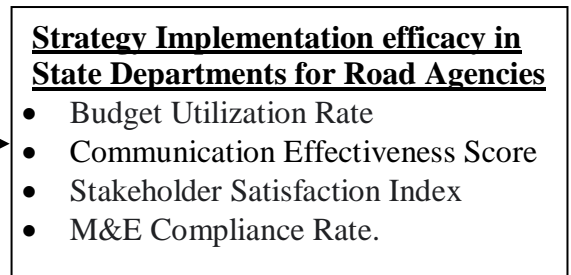 Strategy Implementation efficacy in
State Departments for Road Agencies
• Budget Utilization Rate
• Communication Effectiveness Score
• Stakeholder Satisfaction Index
• M&E Compliance Rate.